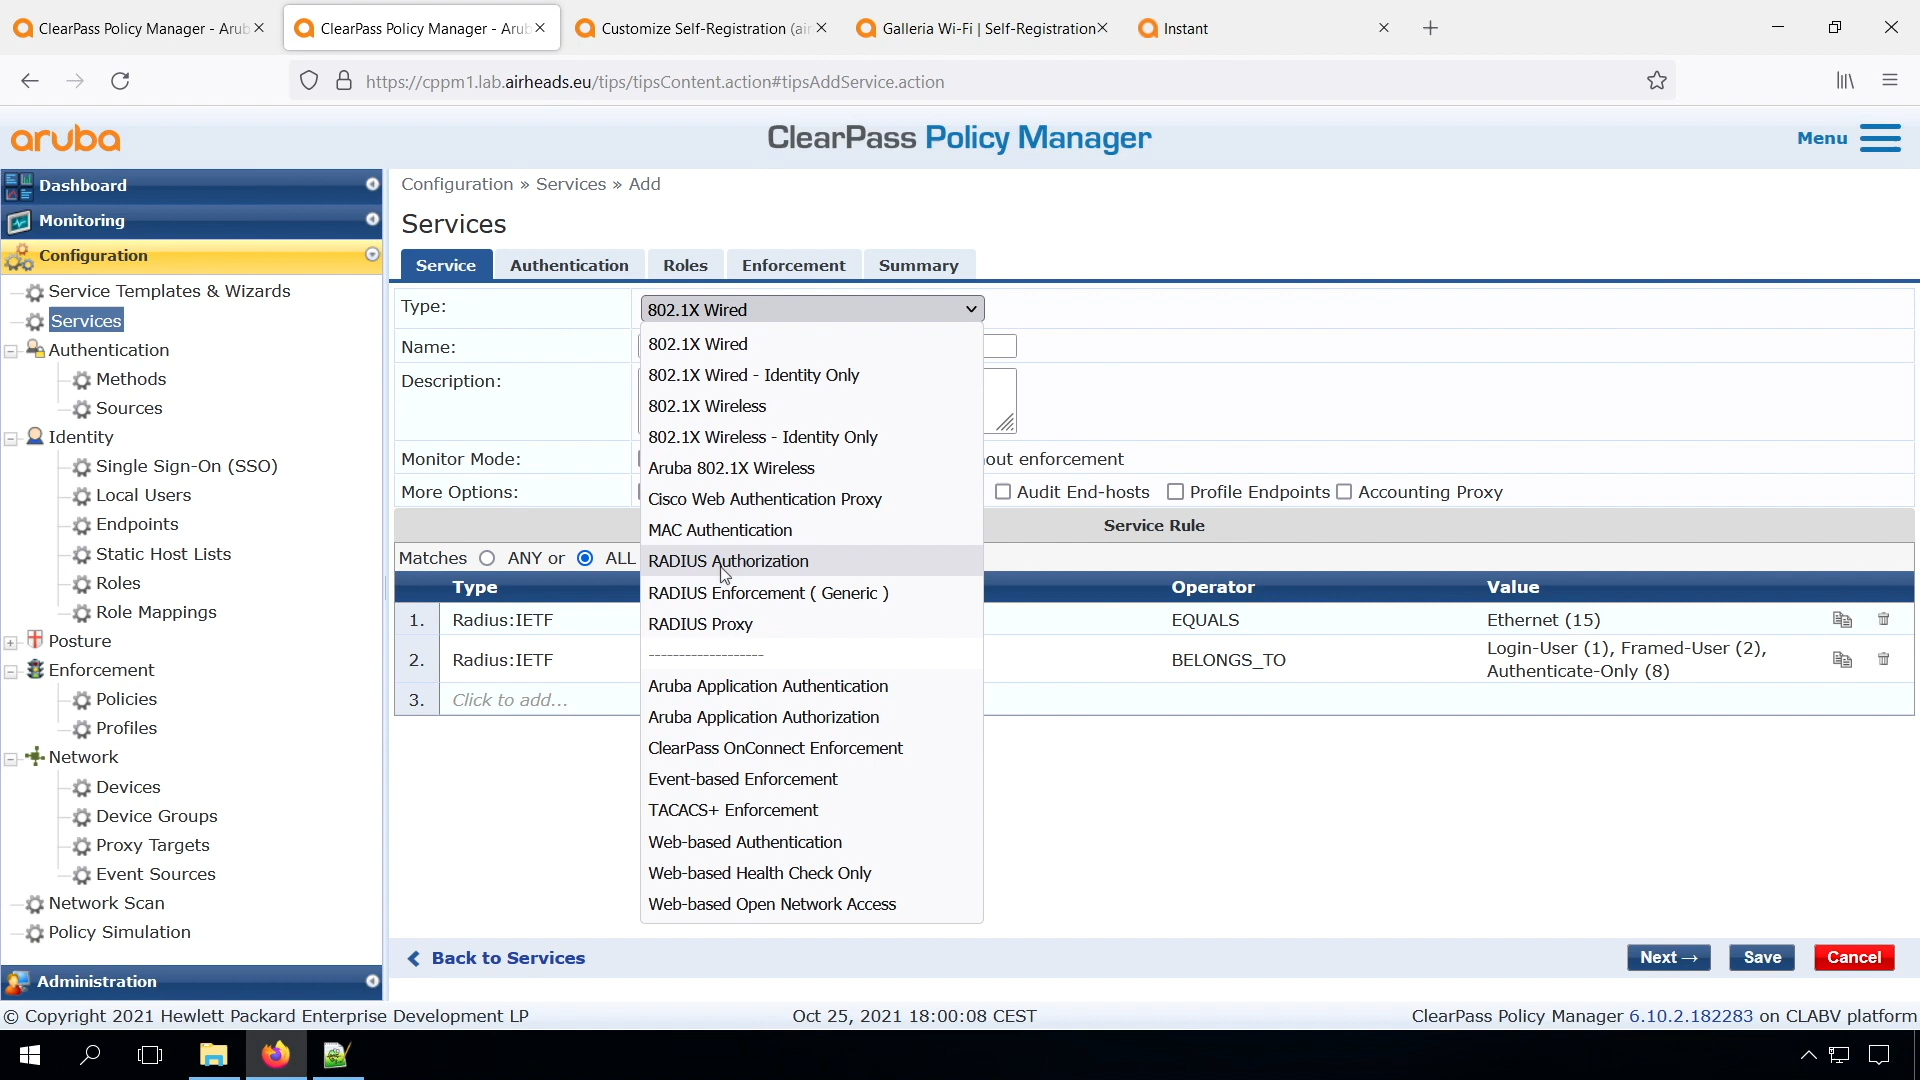 ClearPass Policy Manager - Arub
ClearPass Policy Manager - Arub
Customize Self-Registration (air
Galleria Wi-Fi | Self-Registration
Instant
https://cppm1.lab.airheads.eu/tips/tipsContent.action#tipsAddService.action
aruba
ClearPass Policy Manager
Menu
Dashboard
Monitoring
Configuration
Service Templates & Wizards
Services
Authentication
Methods
Sources
Identity
Single Sign-On (SSO)
Local Users
Endpoints
Static Host Lists
Roles
Role Mappings
Posture
Enforcement
Policies
Profiles
Network
Devices
Device Groups
Proxy Targets
Event Sources
Network Scan
Policy Simulation
Administration
Configuration » Services » Add
Services
Service Authentication Roles Enforcement Summary
Type:
802.1X Wired
Name:
Description:
Monitor Mode:
out enforcement
More Options:
Audit End-hosts Profile Endpoints Accounting Proxy
802.1X Wired
802.1X Wired - Identity Only
802.1X Wireless
802.1X Wireless - Identity Only
Aruba 802.1X Wireless
Cisco Web Authentication Proxy
MAC Authentication
RADIUS Authorization
RADIUS Enforcement ( Generic )
RADIUS Proxy
--------------------
Aruba Application Authentication
Aruba Application Authorization
ClearPass OnConnect Enforcement
Event-based Enforcement
TACACS+ Enforcement
Web-based Authentication
Web-based Health Check Only
Web-based Open Network Access
Service Rule
Matches ANY or ALL
Type Operator Value
1. Radius:IETF EQUALS Ethernet (15)
2. Radius:IETF BELONGS_TO Login-User (1), Framed-User (2),
Authenticate-Only (8)
3. Click to add...
Back to Services
Next →
Save
Cancel
© Copyright 2021 Hewlett Packard Enterprise Development LP
Oct 25, 2021 18:00:08 CEST
ClearPass Policy Manager 6.10.2.182283 on CLABV platform